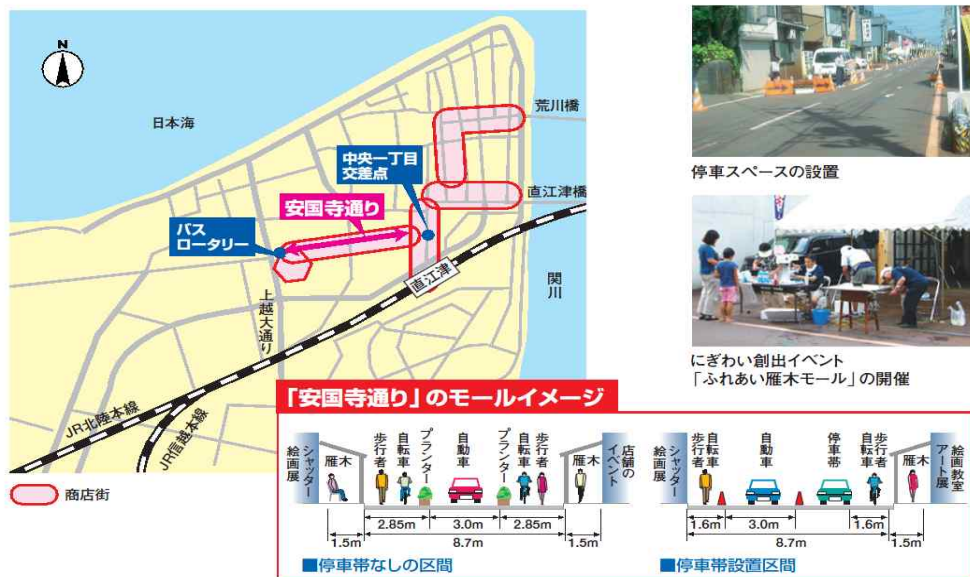 N
日本海
荒川橋
中央一丁目
交差点
直江津橋
安国寺通り
バス
ロータリー
直江津
関川
上越大通り
JR北陸本線
JR信越本線
商店街
停車スペースの設置
にぎわい創出イベント
「ふれあい雁木モール」の開催
「安国寺通り」のモールイメージ
シャッター
絵画展
雁木
歩行者
自転車
プランター
自動車
プランター
自転車
歩行者
雁木
店舗の
イベント
2.85m
3.0m
2.85m
1.5m
8.7m
1.5m
■停車帯なしの区間
シャッター
絵画展
歩行者
自転車
自動車
停車帯
自転車
歩行者
雁木
絵画教室
アート展
1.6m
3.0m
1.6m
8.7m
1.5m
■停車帯設置区間